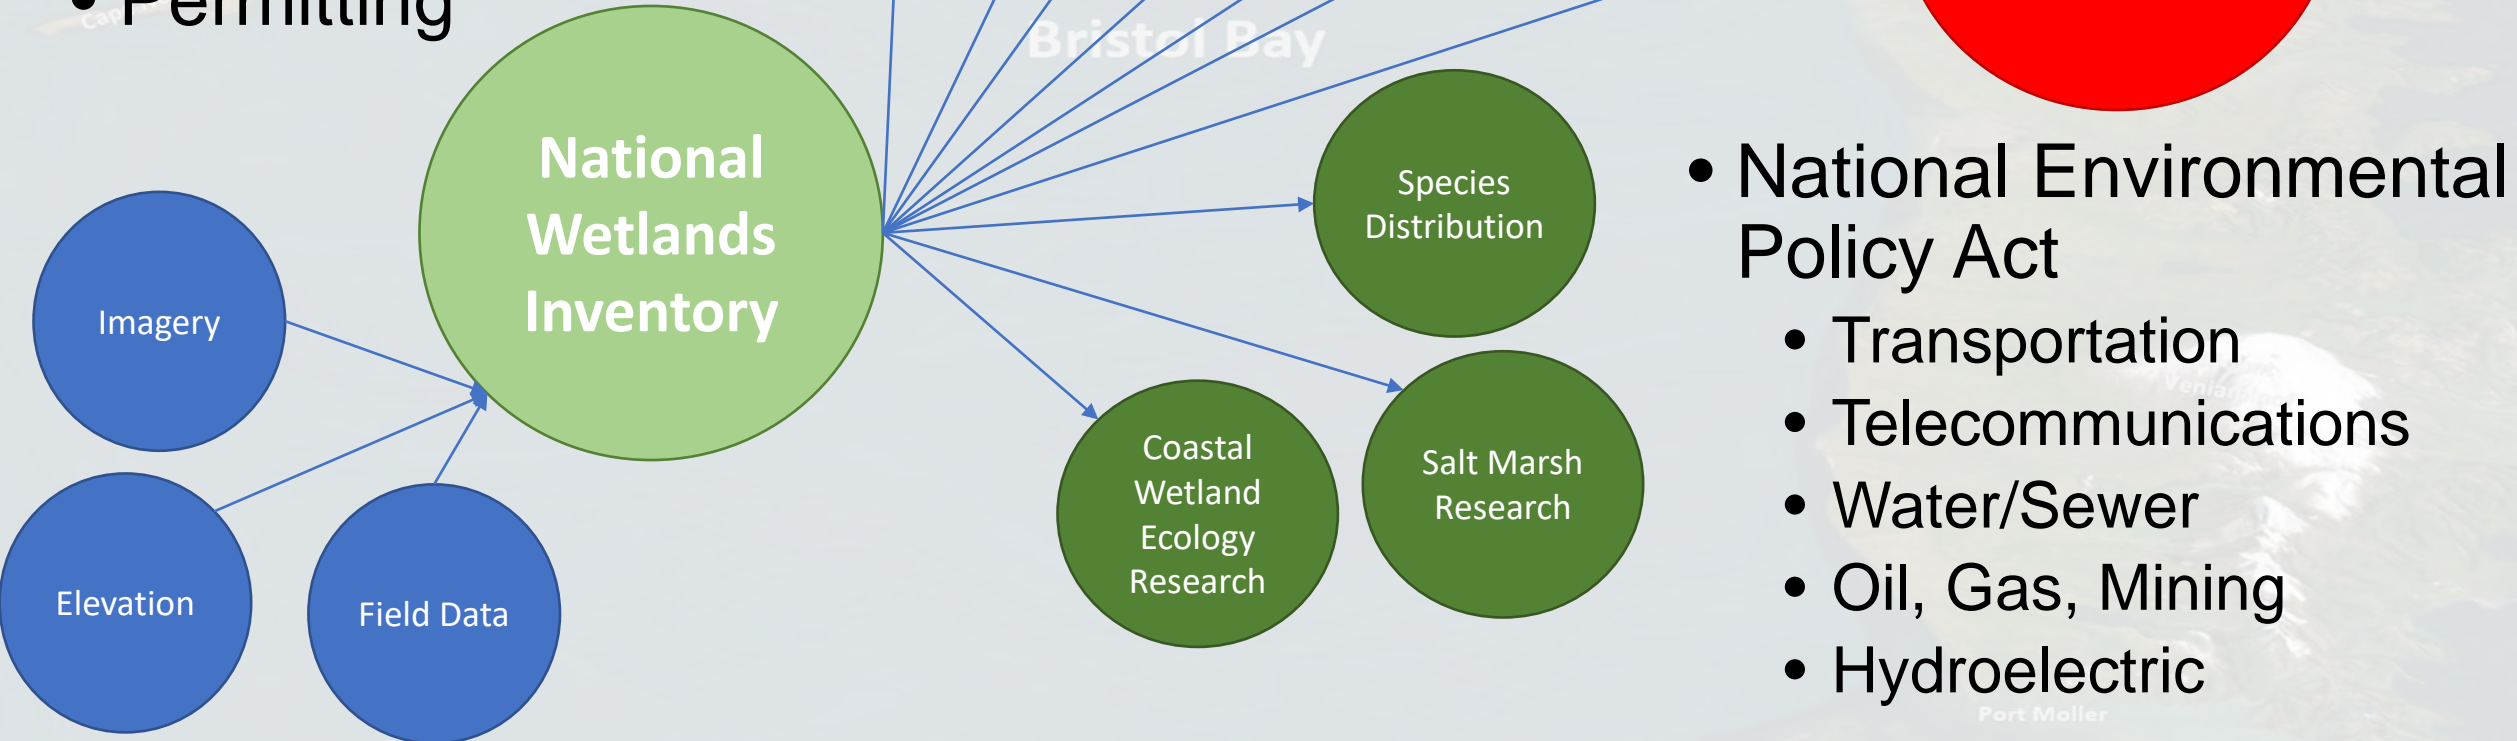 • Permitting
Bristol Bay
National
Wetlands
Inventory
Imagery
Elevation
Field Data
Species
Distribution
Coastal
Wetland
Ecology
Research
Salt Marsh
Research
• National Environmental
Policy Act
• Transportation
• Telecommunications
• Water/Sewer
• Oil, Gas, Mining
• Hydroelectric
Port Moller